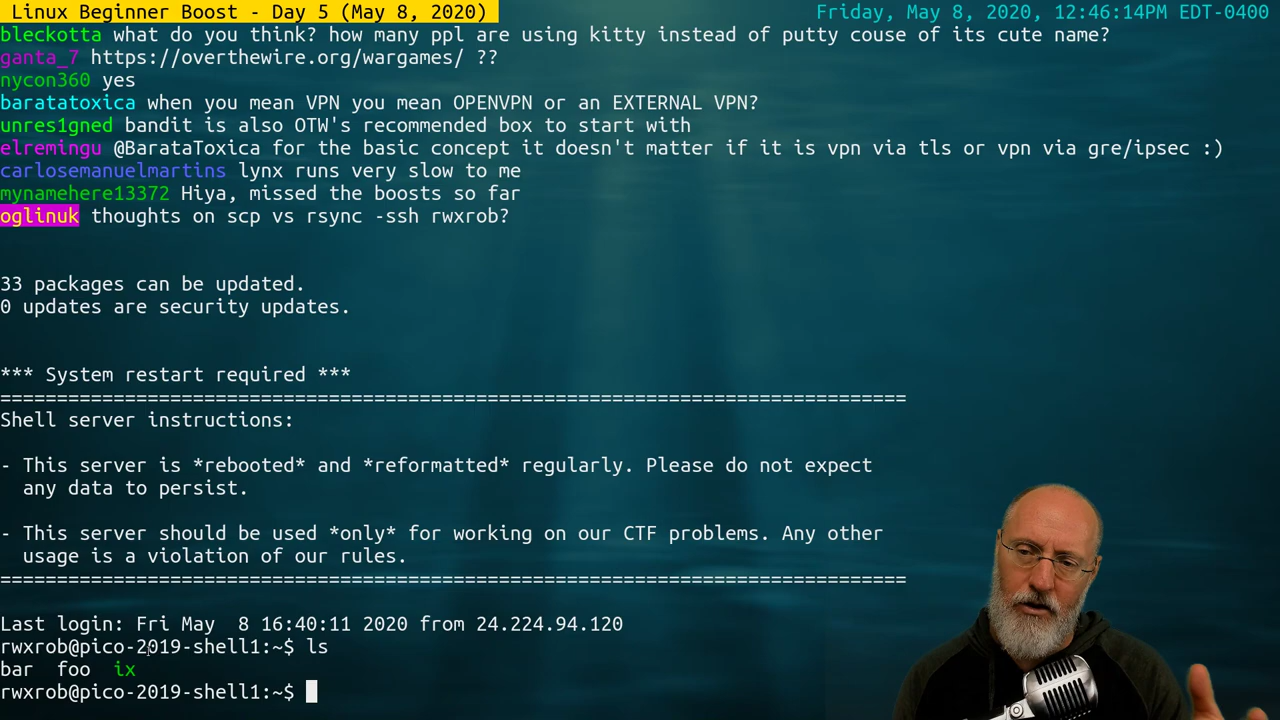 Linux Beginner Boost - Day 5 (May 8, 2020)
Friday, May 8, 2020, 12:46:14PM EDT-0400
bleckotta what do you think? how many ppl are using kitty instead of putty couse of its cute name?
ganta_7 https://overthewire.org/wargames/ ??
nycon360 yes
baratatoxica when you mean VPN you mean OPENVPN or an EXTERNAL VPN?
unres1gned bandit is also OTW's recommended box to start with
elremingu @BarataToxica for the basic concept it doesn't matter if it is vpn via tls or vpn via gre/ipsec :)
carlosemanuelmartins lynx runs very slow to me
mynamehere13372 Hiya, missed the boosts so far
oglinuk thoughts on scp vs rsync -ssh rwxrob?
33 packages can be updated.
0 updates are security updates.
*** System restart required ***
================================================================================
Shell server instructions:
- This server is *rebooted* and *reformatted* regularly. Please do not expect
any data to persist.
- This server should be used *only* for working on our CTF problems. Any other
usage is a violation of our rules.
================================================================================
Last login: Fri May  8 16:40:11 2020 from 24.224.94.120
rwxrob@pico-2019-shell1:~$ ls
bar  foo  ix
rwxrob@pico-2019-shell1:~$